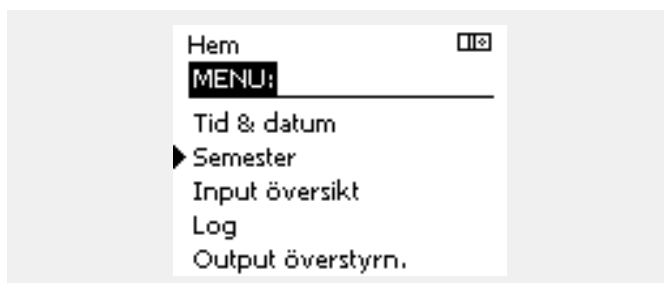 Hem
MENU:
Tid & datum
Semester
Input översikt
Log
Output överstyrn.